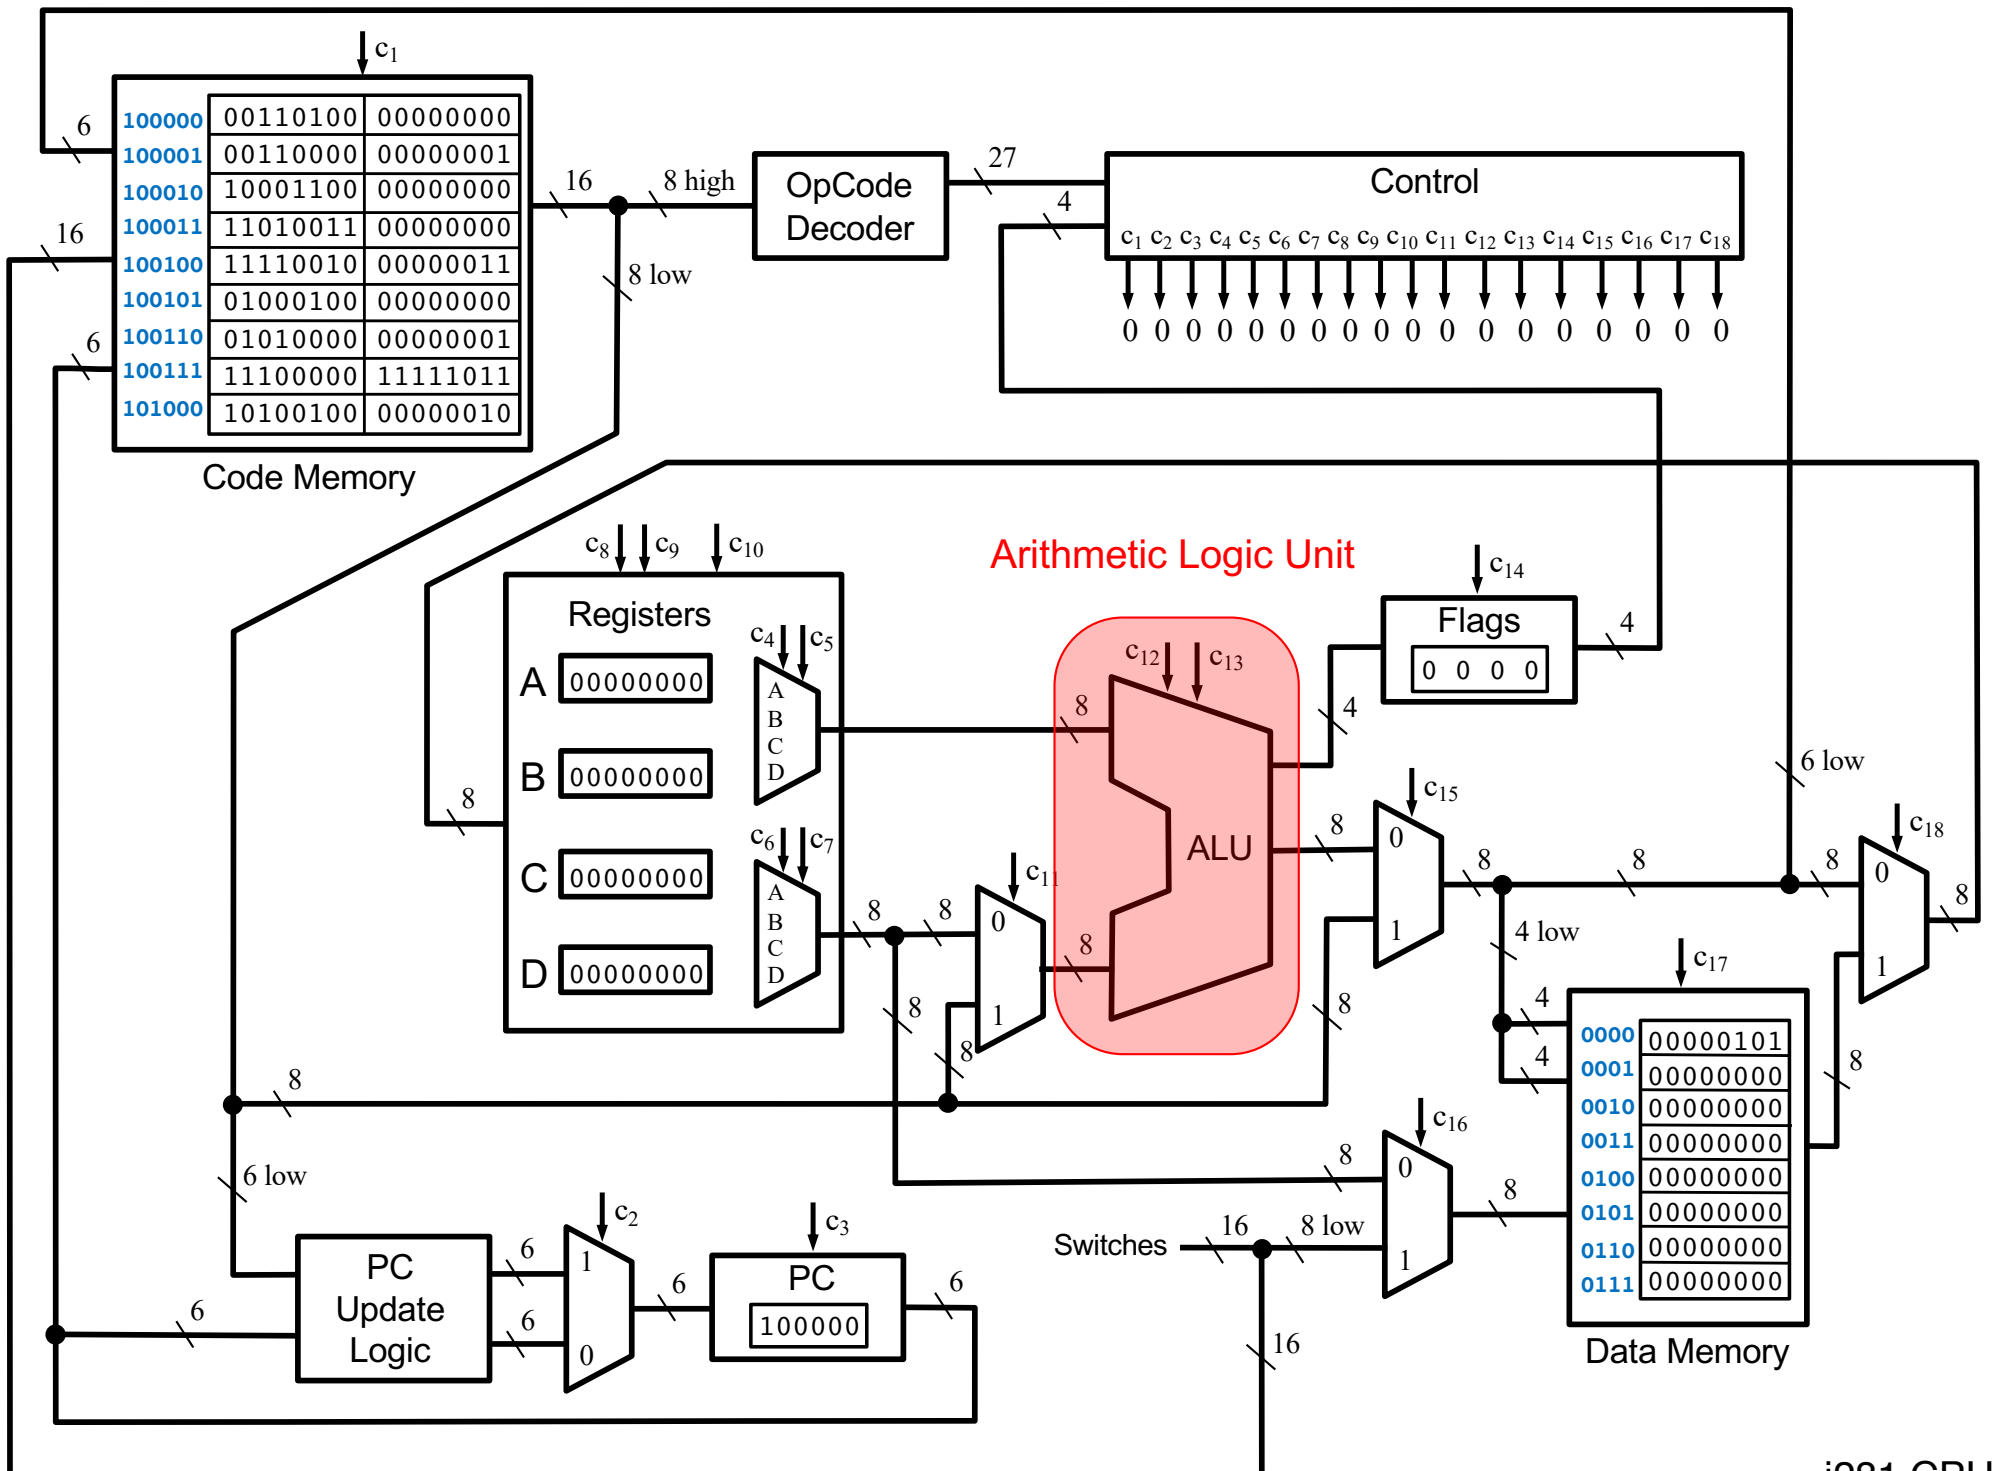 c1
100000 00110100 00000000
100001 00110000 00000001
100010 10001100 00000000
100011 11010011 00000000
100100 11110010 00000011
100101 01000100 00000000
100110 01010000 00000001
100111 11100000 11111011
101000 10100100 00000010
Code Memory
6
16
6
16
8 high
8 low
OpCode
Decoder
27
4
Control
c1 c2 c3 c4 c5 c6 c7 c8 c9 c10 c11 c12 c13 c14 c15 c16 c17 c18
0 0 0 0 0 0 0 0 0 0 0 0 0 0 0 0 0 0
c8 c9 c10
Registers
A 00000000
B 00000000
C 00000000
D 00000000
8
c4 c5
A
B
C
D
c6 c7
A
B
C
D
8
8
8
c11
0
1
8
Arithmetic Logic Unit
c12 c13
8
8
ALU
c14
Flags
0 0 0 0
4
4
8
c15
0
1
8
8
8
6 low
8
c18
0
1
8
4 low
4
4
c17
0000 00000101
0001 00000000
0010 00000000
0011 00000000
0100 00000000
0101 00000000
0110 00000000
0111 00000000
Data Memory
8
8
6 low
PC
Update
Logic
6
6
6
c2
1
0
6
c3
PC
100000
6
Switches
16
8 low
16
8
c16
0
1
8